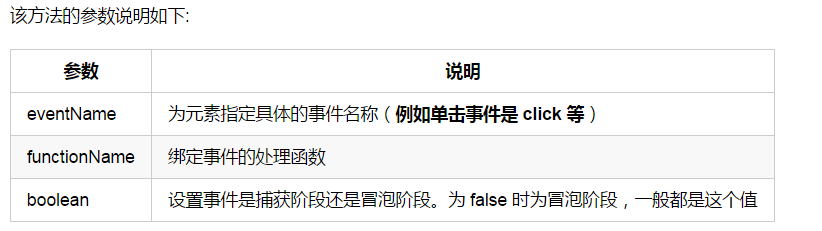 该方法的参数说明如下:
参数 说明
eventName 为元素指定具体的事件名称（例如单击事件是 click 等）
functionName 绑定事件的处理函数
boolean 设置事件是捕获阶段还是冒泡阶段。为 false 时为冒泡阶段，一般都是这个值